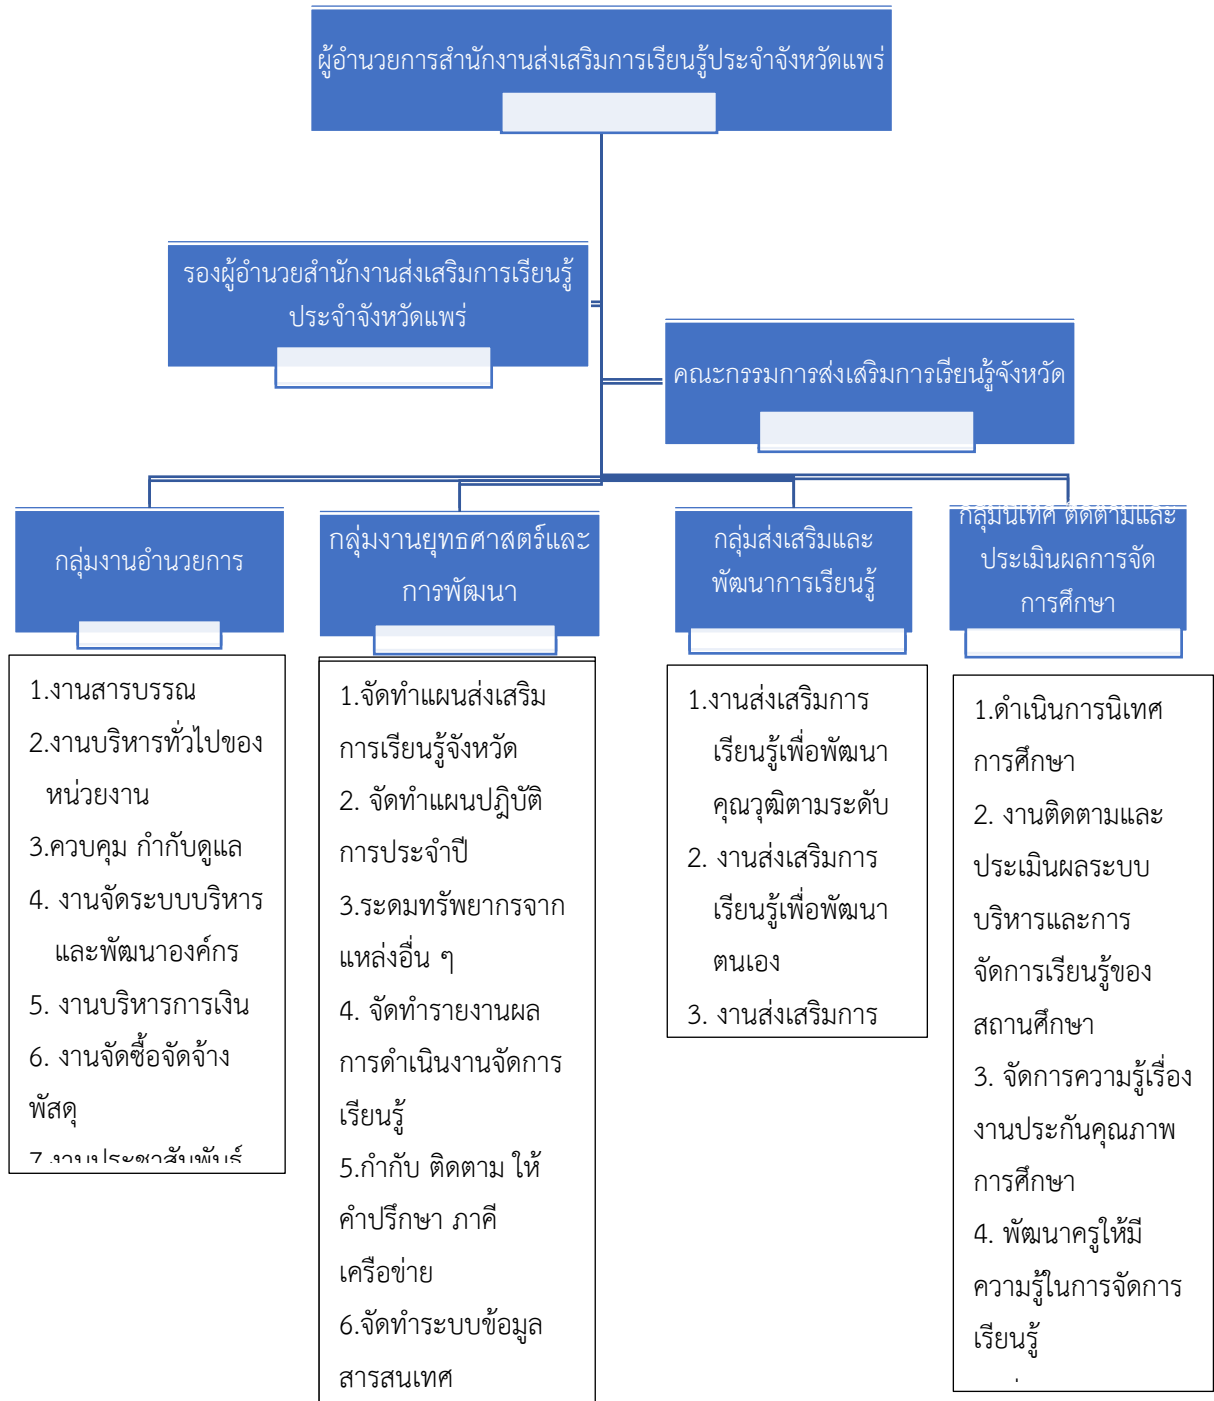 ผู้อำนวยการสำนักงานส่งเสริมการเรียนรู้ประจำจังหวัดแพร่
รองผู้อำนวยสำนักงานส่งเสริมการเรียนรู้
ประจำจังหวัดแพร่
คณะกรรมการส่งเสริมการเรียนรู้จังหวัด
กลุ่มงานอำนวยการ
1.งานสารบรรณ
2.งานบริหารทั่วไปของ
หน่วยงาน
3.ควบคุม กำกับดูแล
4. งานจัดระบบบริหาร
และพัฒนาองค์กร
5. งานบริหารการเงิน
6. งานจัดซื้อจัดจ้าง
พัสดุ
7.งานประชาสัมพันธ์
กลุ่มงานยุทธศาสตร์และ
การพัฒนา
1.จัดทำแผนส่งเสริม
การเรียนรู้จังหวัด
2. จัดทำแผนปฎิบัติ
การประจำปี
3.ระดมทรัพยากรจาก
แหล่งอื่น ๆ
4. จัดทำรายงานผล
การดำเนินงานจัดการ
เรียนรู้
5.กำกับ ติดตาม ให้
คำปรึกษา ภาคี
เครือข่าย
6.จัดทำระบบข้อมูล
สารสนเทศ
กลุ่มส่งเสริมและ
พัฒนาการเรียนรู้
1.งานส่งเสริมการ
เรียนรู้เพื่อพัฒนา
คุณวุฒิตามระดับ
2. งานส่งเสริมการ
เรียนรู้เพื่อพัฒนา
ตนเอง
3. งานส่งเสริมการ
กลุ่มนิเทศ ติดตามและ
ประเมินผลการจัด
การศึกษา
1.ดำเนินการนิเทศ
การศึกษา
2. งานติดตามและ
ประเมินผลระบบ
บริหารและการ
จัดการเรียนรู้ของ
สถานศึกษา
3. จัดการความรู้เรื่อง
งานประกันคุณภาพ
การศึกษา
4. พัฒนาครูให้มี
ความรู้ในการจัดการ
เรียนรู้